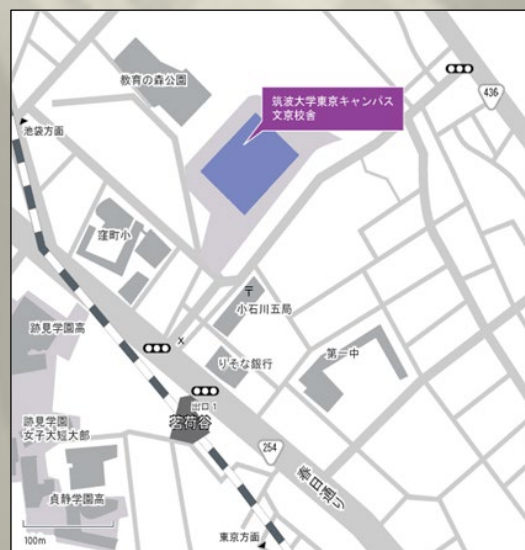 教育の森公園
筑波大学東京キャンパス
文京校舎
436
池袋方面
窪町小
〒
小石川五局
跡見学園高
x
りそな銀行
第一中
出口1
茗荷谷
跡見学園
女子大短大部
254
春日通り
貞静学園高
100m
東京方面